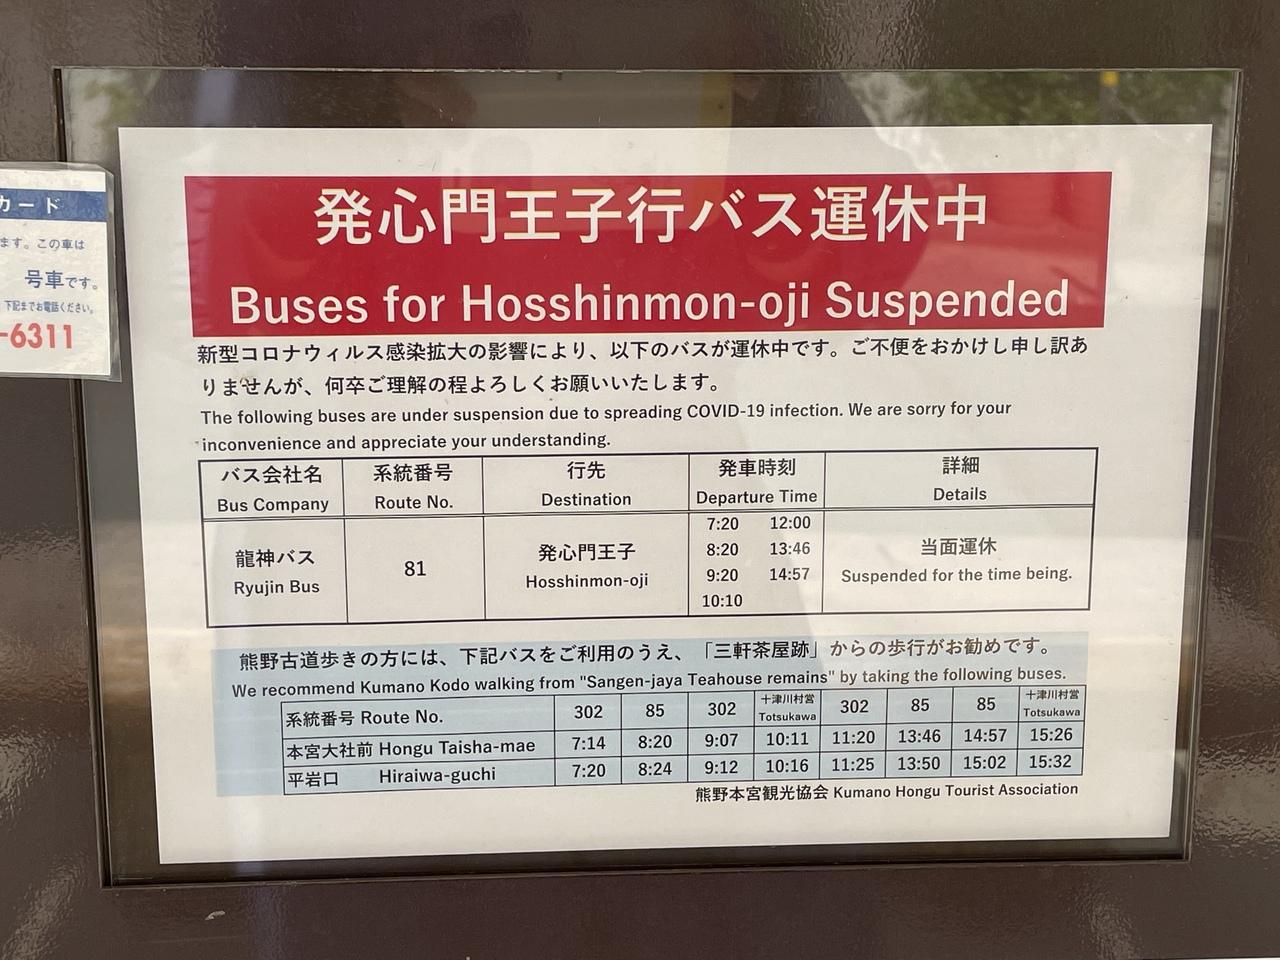 発心門王子行バス運休中
Buses for Hosshinmon-oji Suspended
新型コロナウィルス感染拡大の影響により、以下のバスが運休中です。ご不便をおかけし申し訳あ
りませんが、何卒ご理解の程よろしくお願いいたします。
The following buses are under suspension due to spreading COVID-19 infection. We are sorry for your
inconvenience and appreciate your understanding.
バス会社名 系統番号 行先 発車時刻 詳細
Bus Company Route No. Destination Departure Time Details
龍神バス 81 発心門王子 7:20 12:00 当面運休
Ryujin Bus Hosshinmon-oji 8:20 13:46 Suspended for the time being.
9:20 14:57
10:10
熊野古道歩きの方には、下記バスをご利用のうえ、「三軒茶屋跡」からの歩行がお勧めです。
We recommend Kumano Kodo walking from "Sangen-jaya Teahouse remains" by taking the following buses.
系統番号 Route No. 302 85 302 十津川村営 Totsukawa 302 85 85 十津川村営 Totsukawa
本宮大社前 Hongu Taisha-mae 7:14 8:20 9:07 10:11 11:20 13:46 14:57 15:26
平岩口 Hiraiwa-guchi 7:20 8:24 9:12 10:16 11:25 13:50 15:02 15:32
熊野本宮観光協会 Kumano Hongu Tourist Association
カード
ます。この車は
号車です。
下記までお電話ください。
-6311